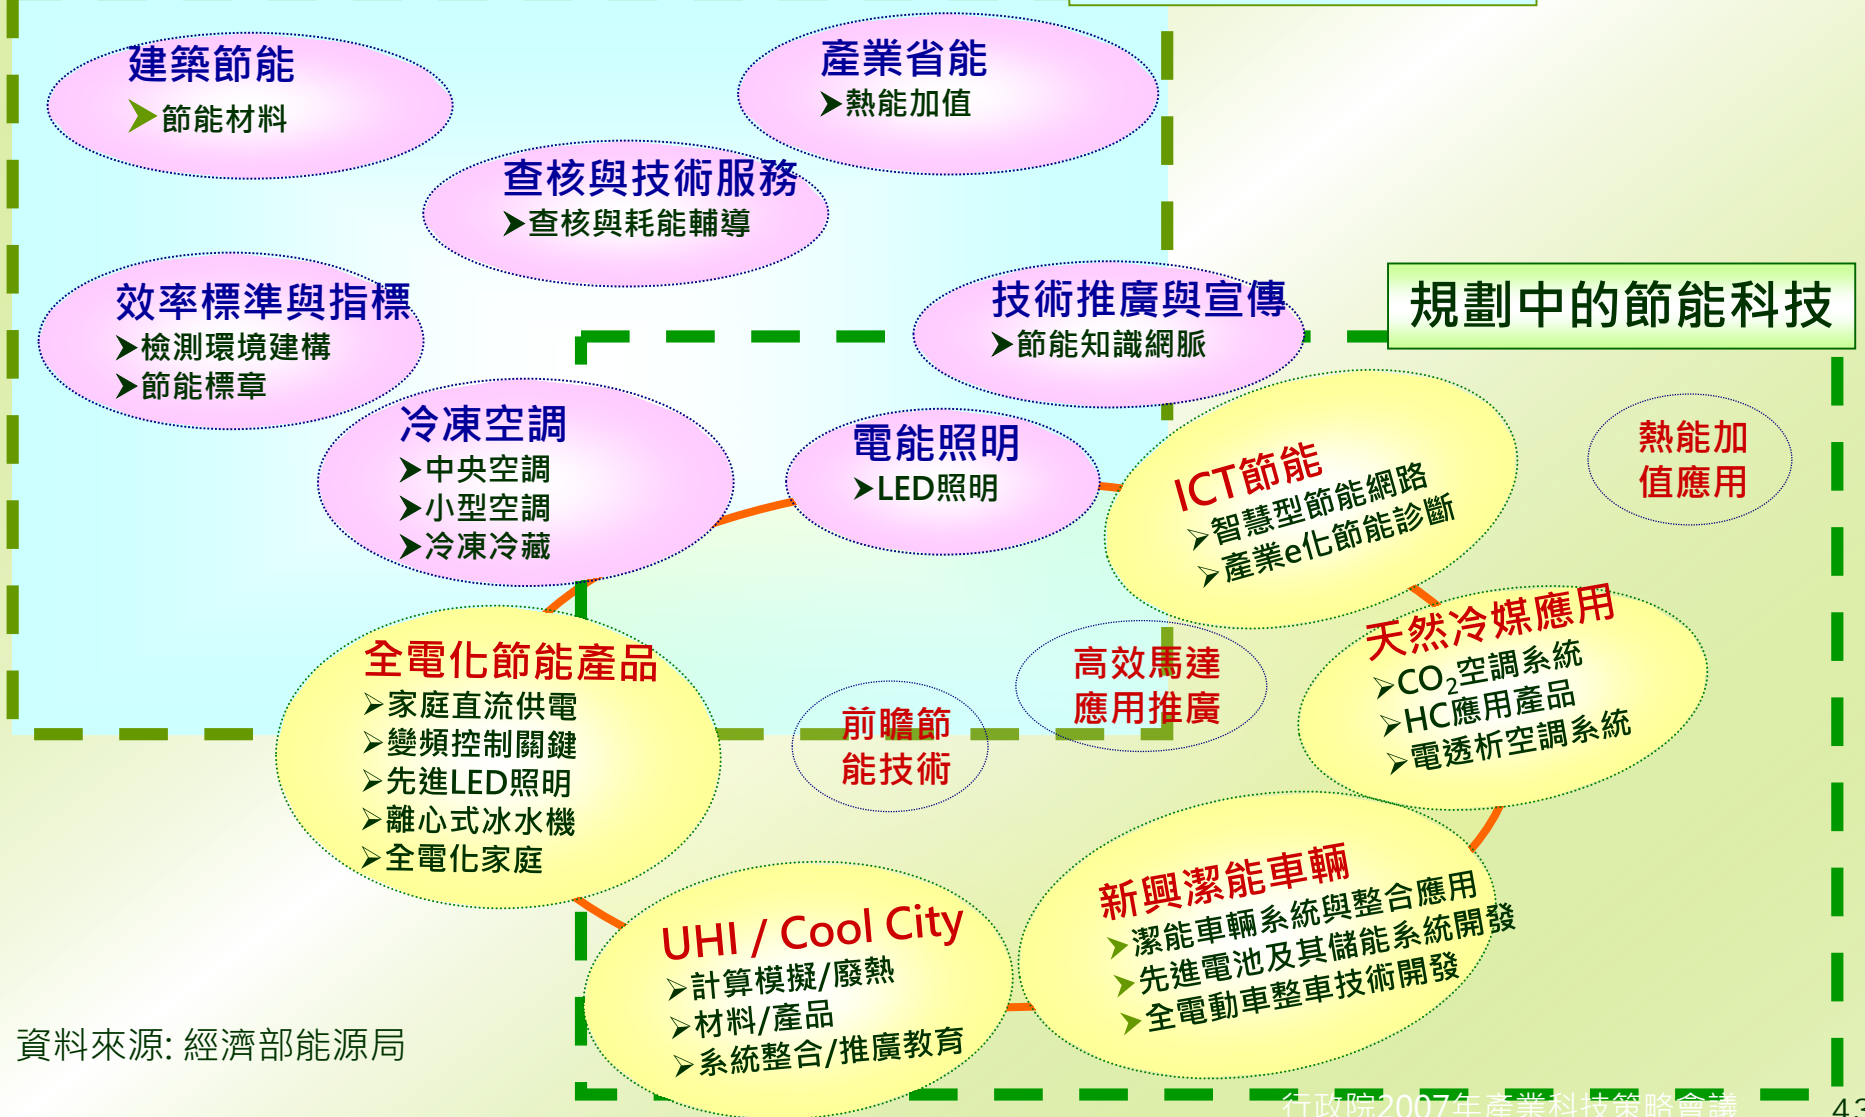 建築節能
節能材料
產業省能
熱能加值
查核與技術服務
查核與耗能輔導
效率標準與指標
檢測環境建構
節能標章
技術推廣與宣傳
節能知識網脈
規劃中的節能科技
冷凍空調
中央空調
小型空調
冷凍冷藏
電能照明
LED照明
ICT節能
智慧型節能網路
產業e化節能診斷
熱能加
值應用
天然冷媒應用
CO₂空調系統
HC應用產品
電透析空調系統
全電化節能產品
家庭直流供電
變頻控制關鍵
先進LED照明
離心式冰水機
全電化家庭
高效馬達
應用推廣
前瞻節
能技術
新興潔能車輛
潔能車輛系統與整合應用
先進電池及其儲能系統開發
全電動車整車技術開發
UHI / Cool City
計算模擬/廢熱
材料/產品
系統整合/推廣教育
資料來源: 經濟部能源局
行政院2007年產業科技策略會議
43